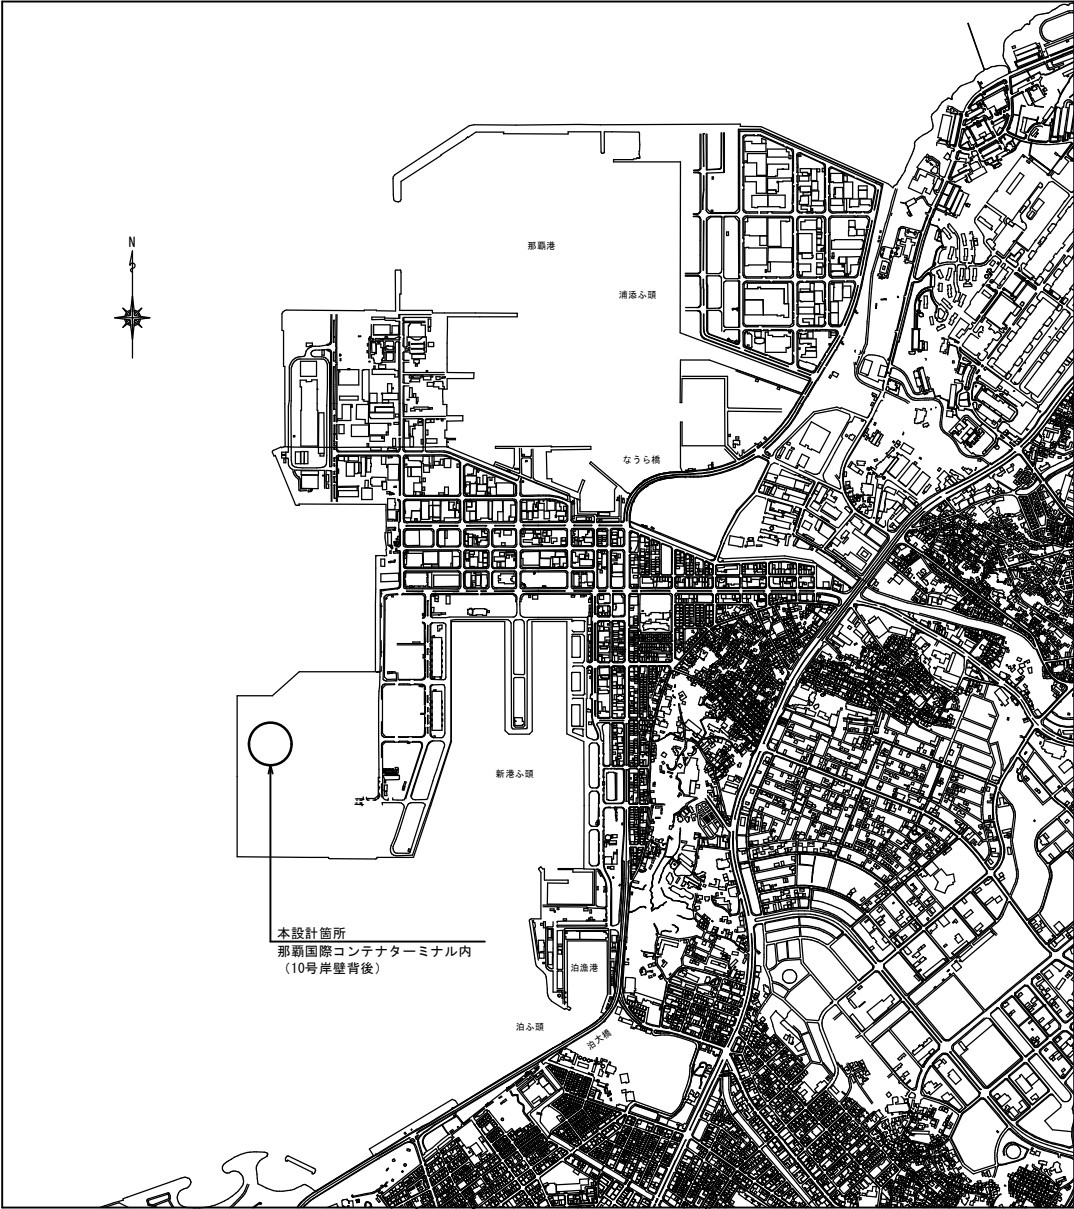 N
那覇港
浦添ふ頭
なうら橋
新港ふ頭
本設計箇所
那覇国際コンテナターミナル内
（10号岸壁背後）
泊漁港
泊ふ頭
泊大橋